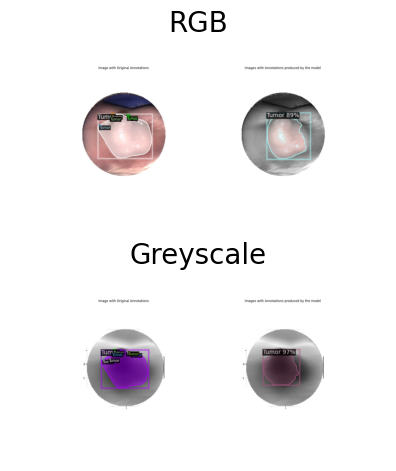 RGB
Image with Original Annotations
Images with Annotations produced by the model
Tumor 89%
Greyscale
Image with Original Annotations
Images with Annotations produced by the model
Tumor 97%